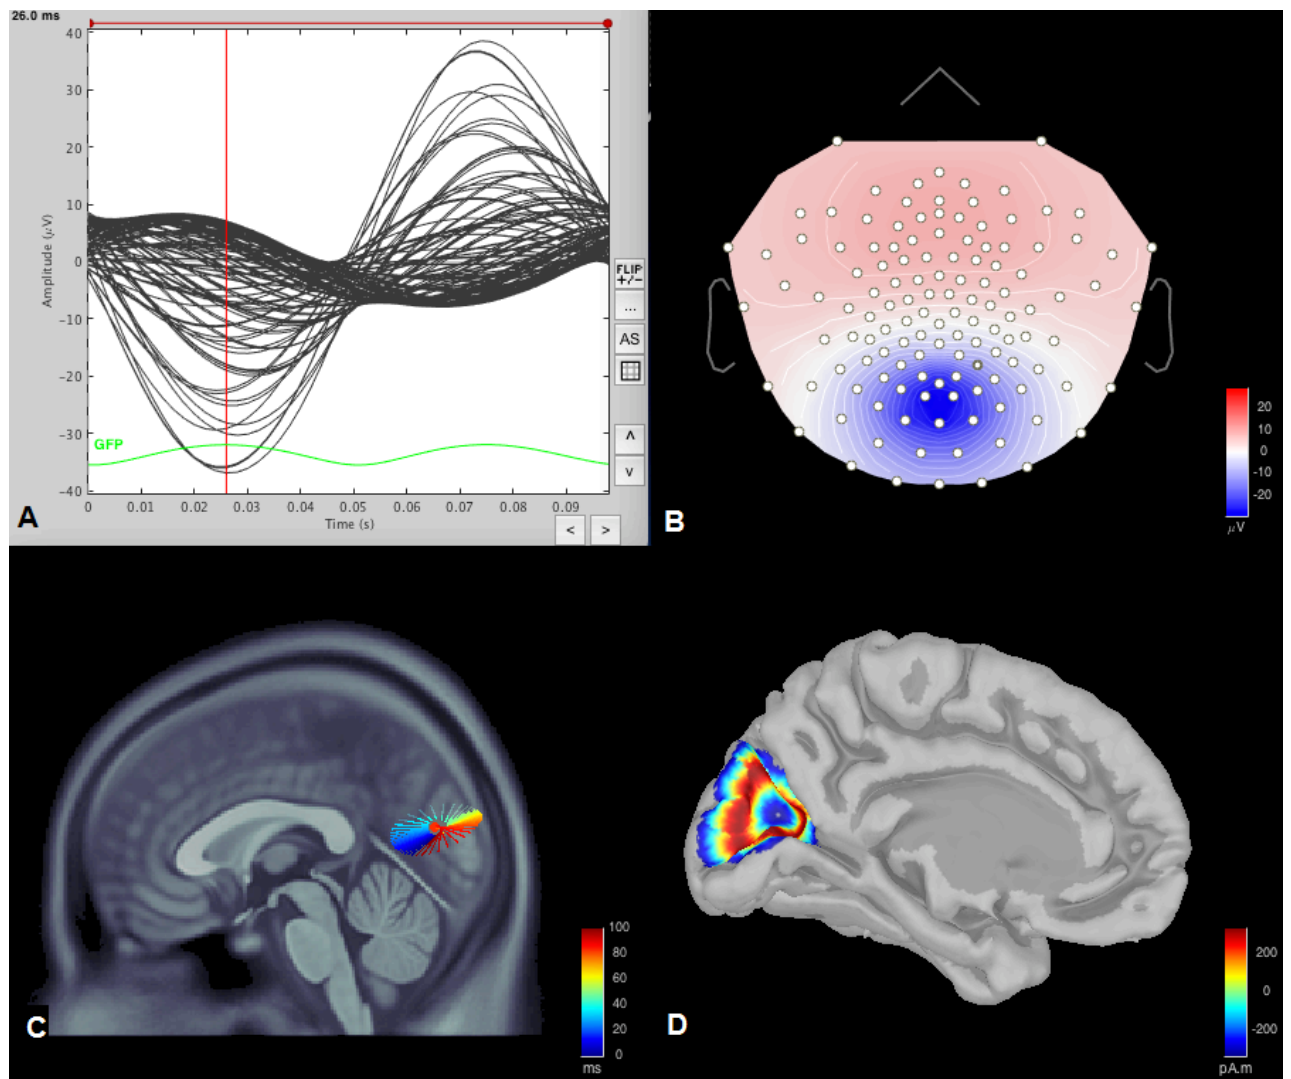 26.0 ms
40
30
20
10
0
-10
-20
-30
-40
Amplitude (μV)
GFP
0
0.01
0.02
0.03
0.04
0.05
0.06
0.07
0.08
0.09
Time (s)
FLIP
+/-
...
AS
^
v
<
>
A
20
10
0
-10
-20
μV
B
100
80
60
40
20
0
ms
C
200
0
-200
pA.m
D